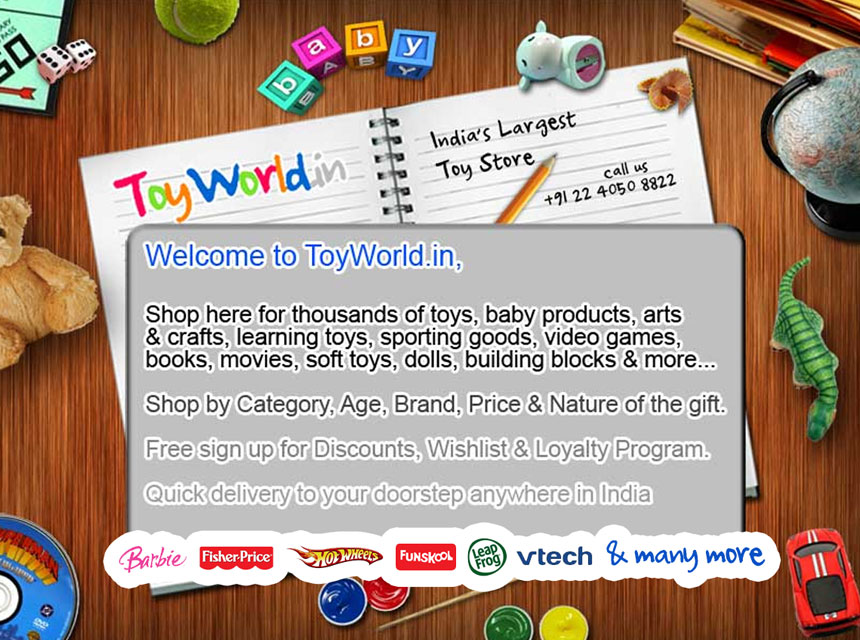 GO
a
b
y
b
A
B
Y
ToyWorld.in
India's Largest
Toy Store
call us
+91 22 4050 8822
Welcome to ToyWorld.in,
Shop here for thousands of toys, baby products, arts
& crafts, learning toys, sporting goods, video games,
books, movies, soft toys, dolls, building blocks & more...
Shop by Category, Age, Brand, Price & Nature of the gift.
Free sign up for Discounts, Wishlist & Loyalty Program.
Quick delivery to your doorstep anywhere in India
Barbie Fisher-Price HOT WHEELS FUNSKOOL Leap Frog vtech & many more